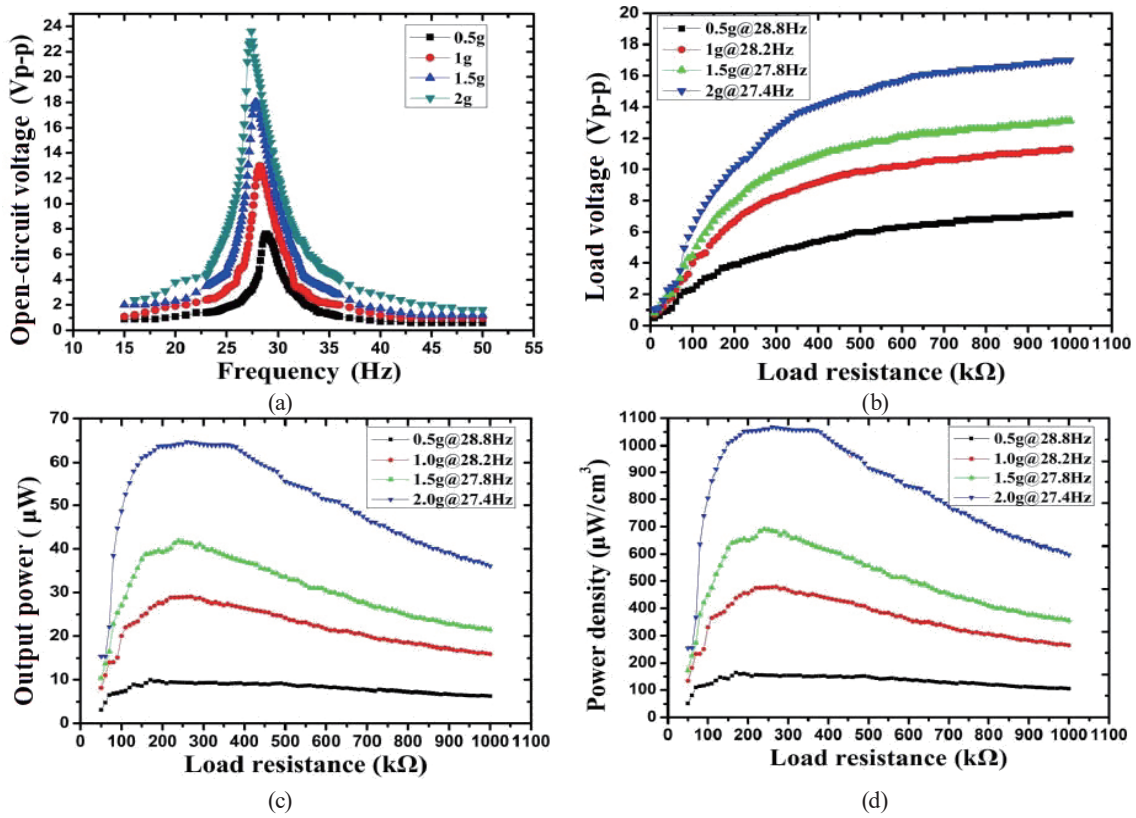 Open-circuit voltage (Vp-p)
24
22
20
18
16
14
12
10
8
6
4
2
0
0.5g
1g
1.5g
2g
10 15 20 25 30 35 40 45 50 55
Frequency (Hz)
(a)
Load voltage (Vp-p)
20
18
16
14
12
10
8
6
4
2
0
0.5g@28.8Hz
1g@28.2Hz
1.5g@27.8Hz
2g@27.4Hz
0 100 200 300 400 500 600 700 800 900 1000 1100
Load resistance (kΩ)
(b)
Output power ( μW)
70
60
50
40
30
20
10
0
0.5g@28.8Hz
1.0g@28.2Hz
1.5g@27.8Hz
2.0g@27.4Hz
0 100 200 300 400 500 600 700 800 900 1000 1100
Load resistance (kΩ)
(c)
Power density (μW/cm³)
1100
1000
900
800
700
600
500
400
300
200
100
0
0.5g@28.8Hz
1.0g@28.2Hz
1.5g@27.8Hz
2.0g@27.4Hz
0 100 200 300 400 500 600 700 800 900 1000 1100
Load resistance (kΩ)
(d)